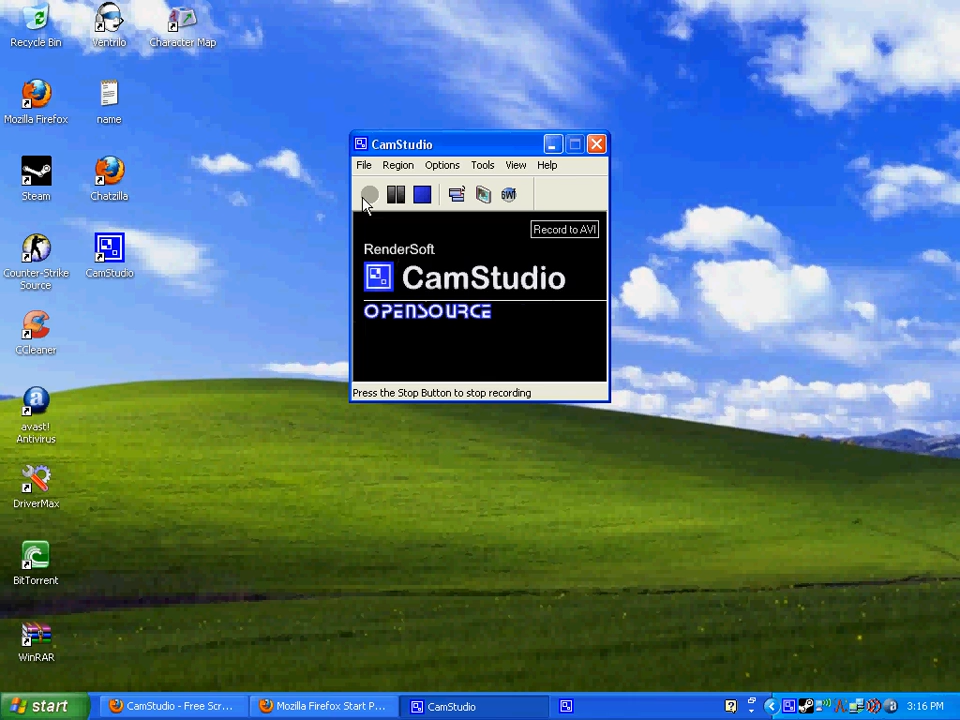 Recycle Bin
Ventrilo
Character Map
Mozilla Firefox
name
Steam
Chatzilla
Counter-Strike
Source
CamStudio
CCleaner
avast!
Antivirus
DriverMax
BitTorrent
WinRAR
CamStudio
File Region Options Tools View Help
SWF
Record to AVI
RenderSoft
CamStudio
OPENSOURCE
Press the Stop Button to stop recording
start
CamStudio - Free Scr...
Mozilla Firefox Start P...
CamStudio
3:16 PM